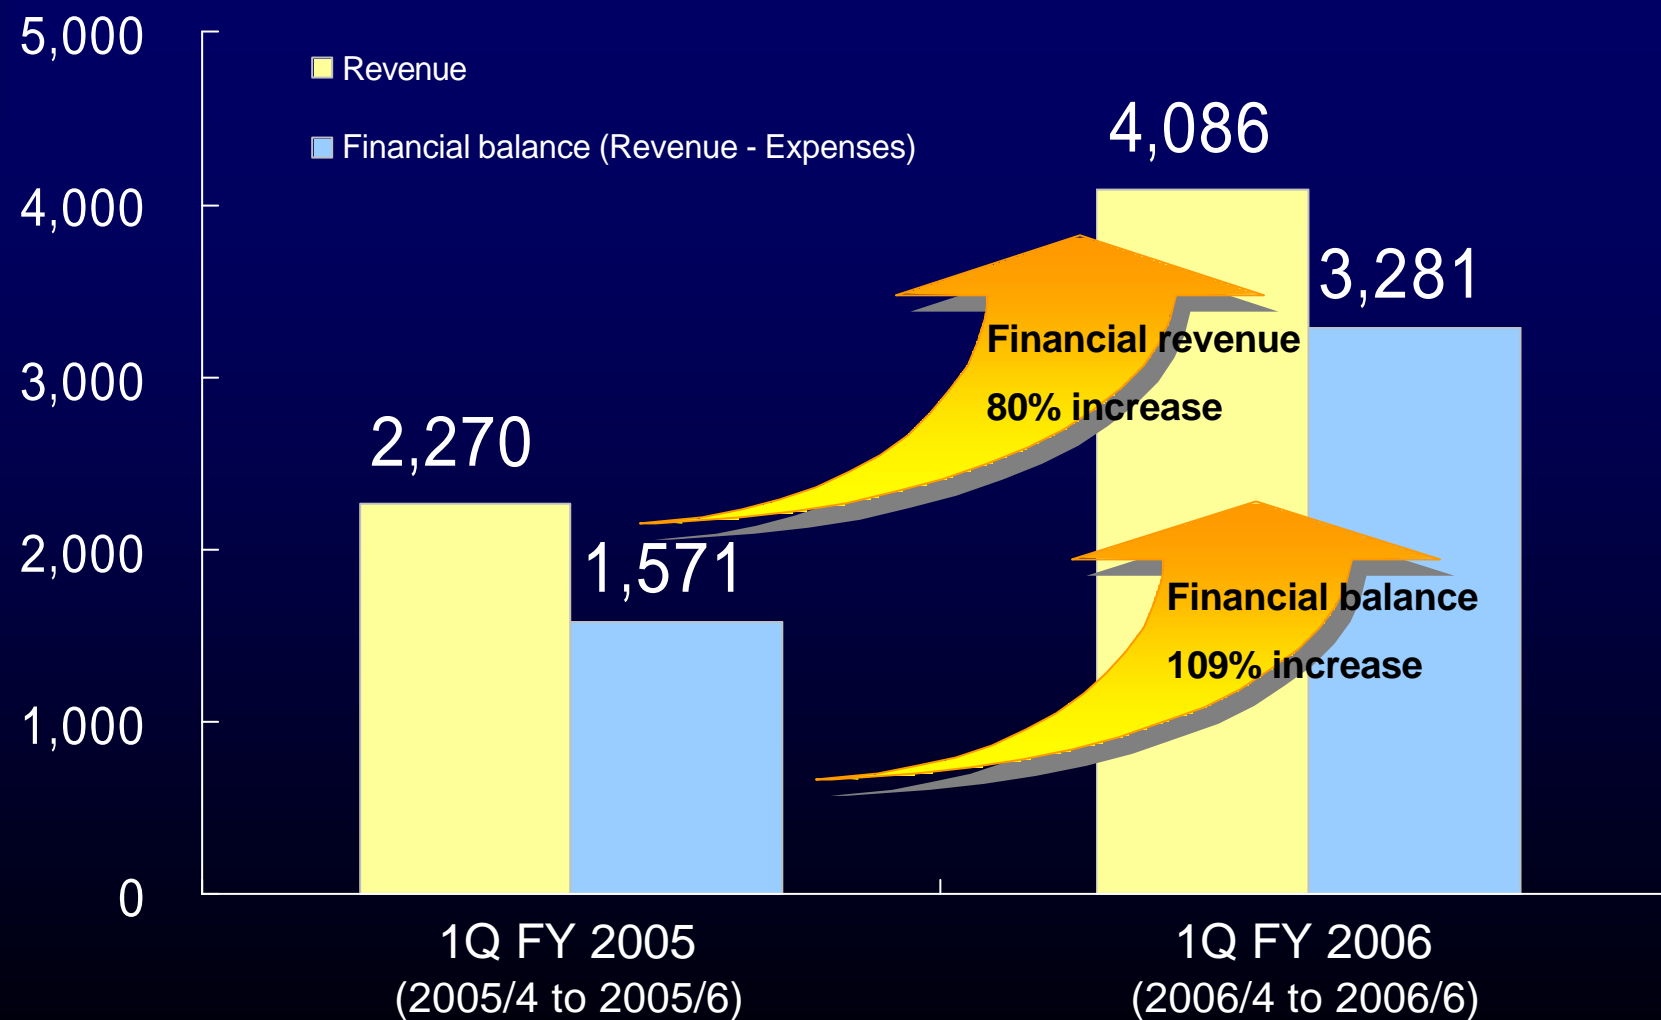 5,000
4,000
3,000
2,000
1,000
0
Revenue
Financial balance (Revenue - Expenses)
2,270
1,571
4,086
3,281
Financial revenue
80% increase
Financial balance
109% increase
1Q FY 2005
(2005/4 to 2005/6)
1Q FY 2006
(2006/4 to 2006/6)